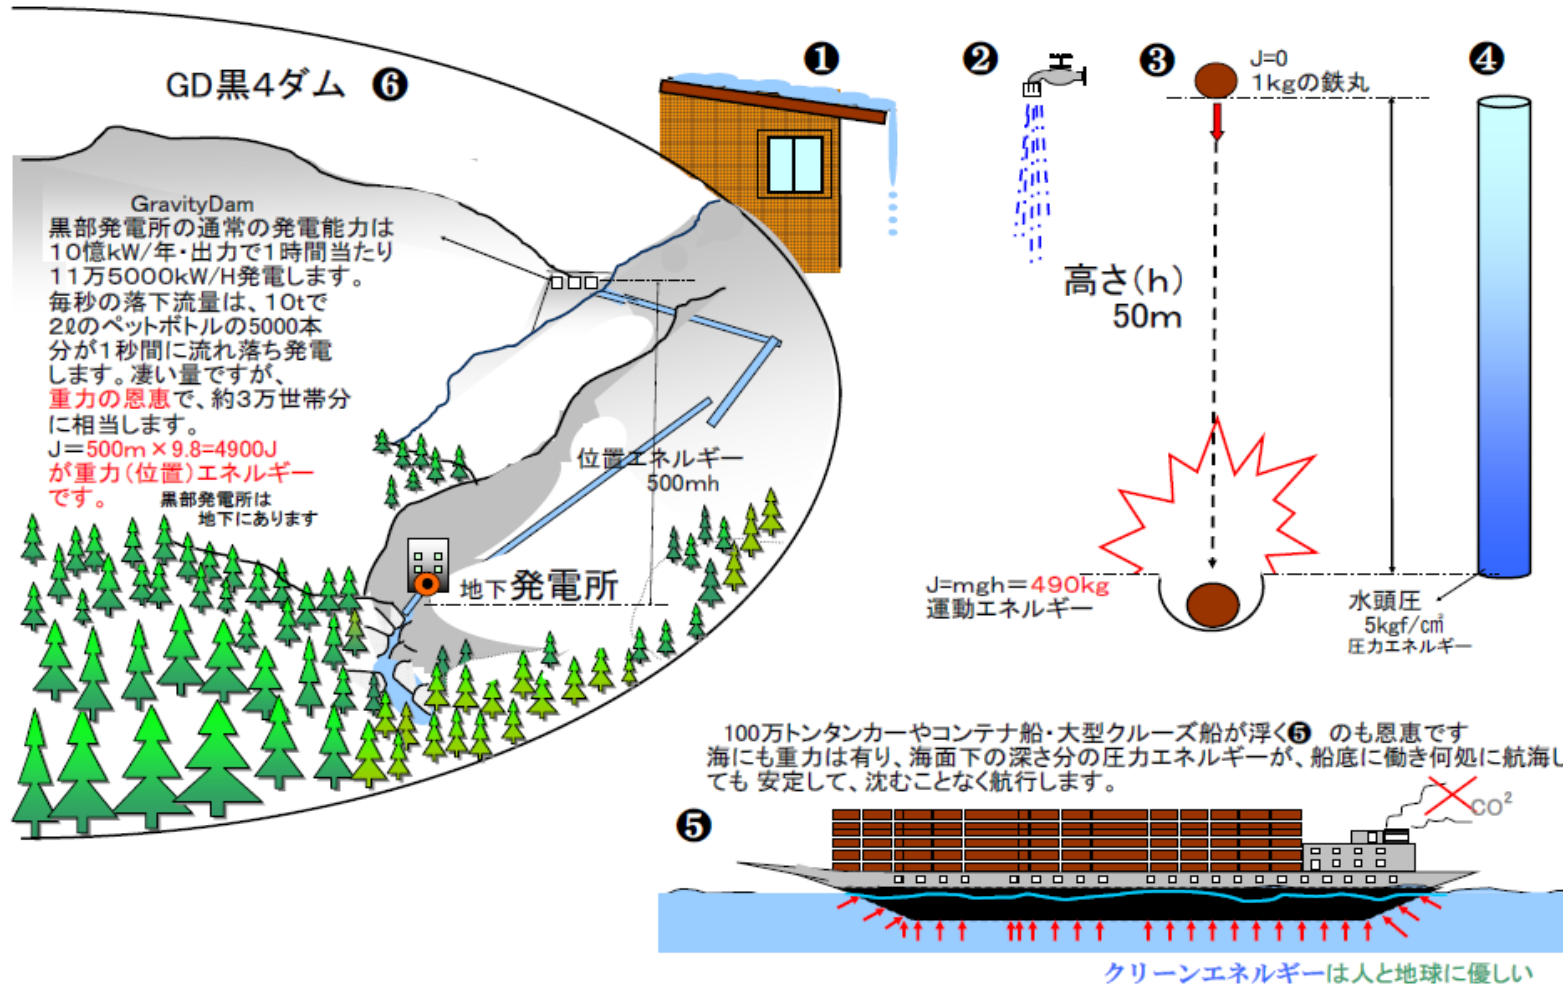 GD黒4ダム ❻
GravityDam
黒部発電所の通常の発電能力は
10憶kW/年・出力で1時間当たり
11万5000kW/H発電します。
毎秒の落下流量は、10tで
2ℓのペットボトルの5000本
分が1秒間に流れ落ち発電
します。凄い量ですが、
重力の恩恵で、約3万世帯分
に相当します。
J=500m×9.8=4900J
が重力(位置)エネルギー
です。
黒部発電所は
地下にあります
位置エネルギー
500mh
地下発電所
❶
❷
❸
J=0
1kgの鉄丸
❹
高さ(h)
50m
J=mgh=490kg
運動エネルギー
水頭圧
5kgf/c㎡
圧力エネルギー
100万トンタンカーやコンテナ船・大型クルーズ船が浮く❺ のも恩恵です
海にも重力は有り、海面下の深さ分の圧力エネルギーが、船底に働き何処に航海し
ても 安定して、沈むことなく航行します。
❺
CO²
クリーンエネルギーは人と地球に優しい